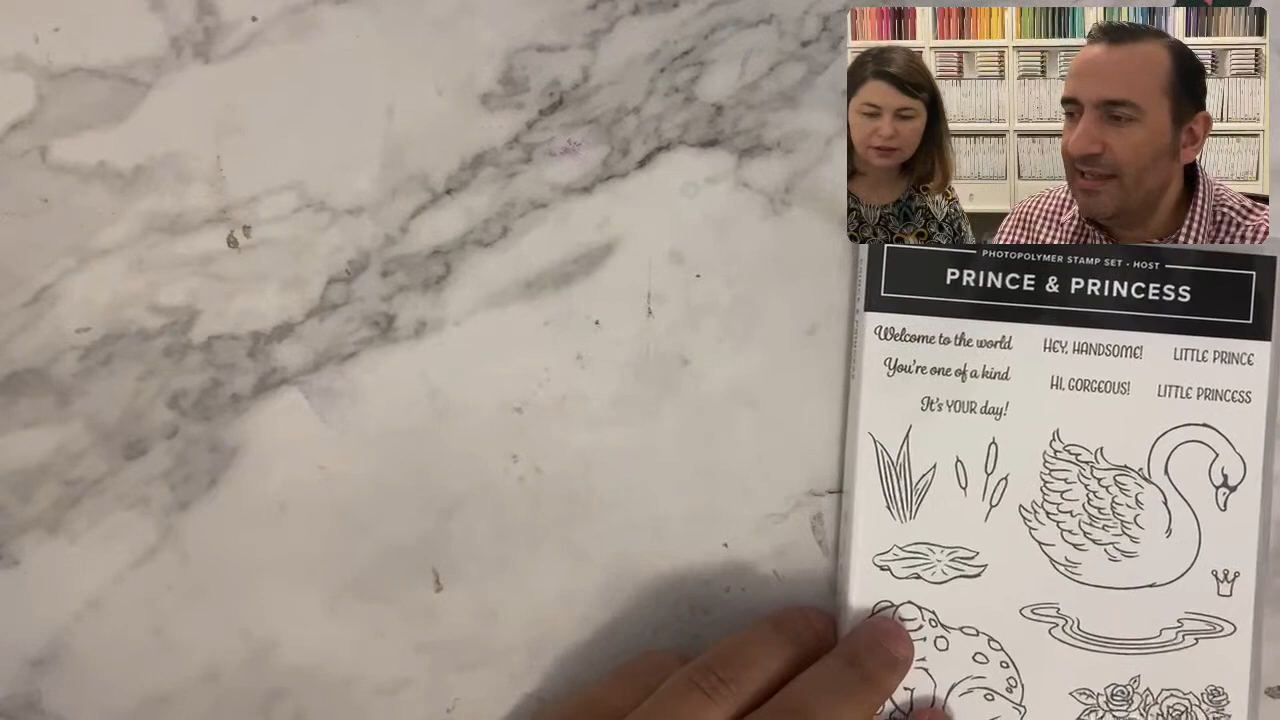 PHOTOPOLYMER STAMP SET • HOST
PRINCE & PRINCESS
Welcome to the world
You're one of a kind
It's YOUR day!
HEY, HANDSOME!
HI, GORGEOUS!
LITTLE PRINCE
LITTLE PRINCESS